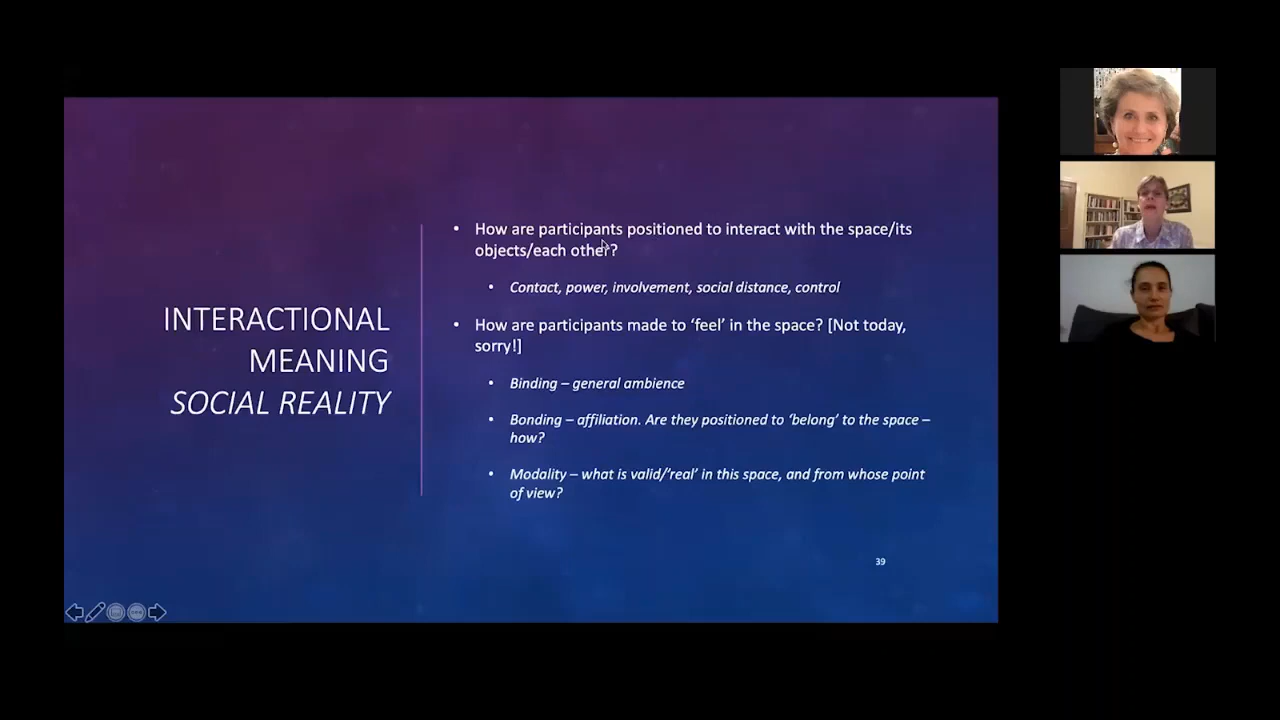 INTERACTIONAL
MEANING
SOCIAL REALITY
• How are participants positioned to interact with the space/its
objects/each other?
• Contact, power, involvement, social distance, control
• How are participants made to ‘feel’ in the space? [Not today,
sorry!]
• Binding – general ambience
• Bonding – affiliation. Are they positioned to ‘belong’ to the space –
how?
• Modality – what is valid/‘real’ in this space, and from whose point
of view?
39